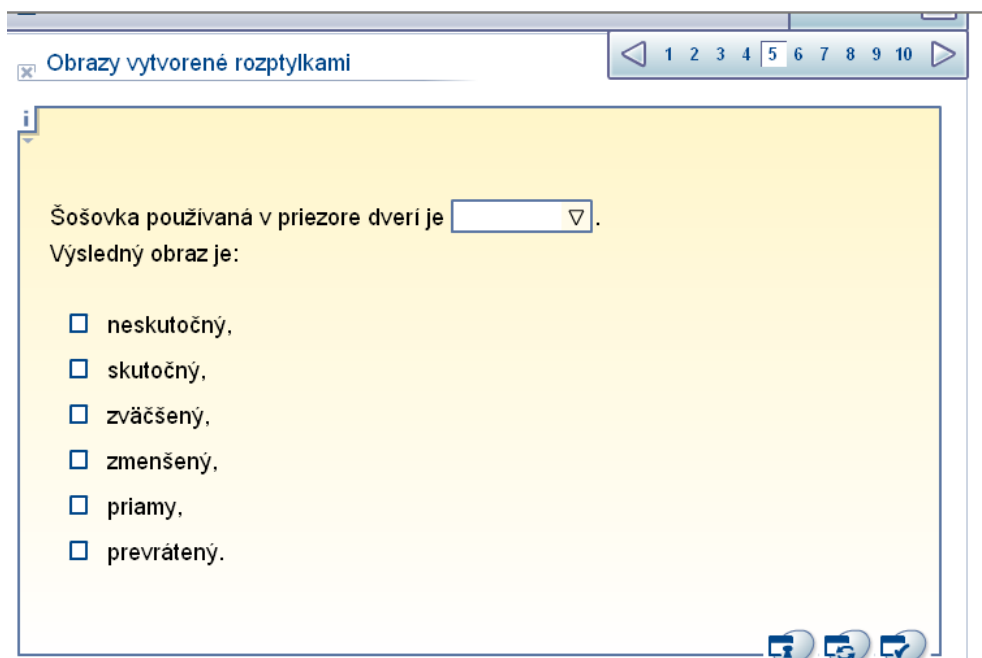 Obrazy vytvorené rozptylkami
1 2 3 4 5 6 7 8 9 10
i
Šošovka používaná v priezore dverí je .
Výsledný obraz je:
neskutočný,
skutočný,
zväčšený,
zmenšený,
priamy,
prevrátený.